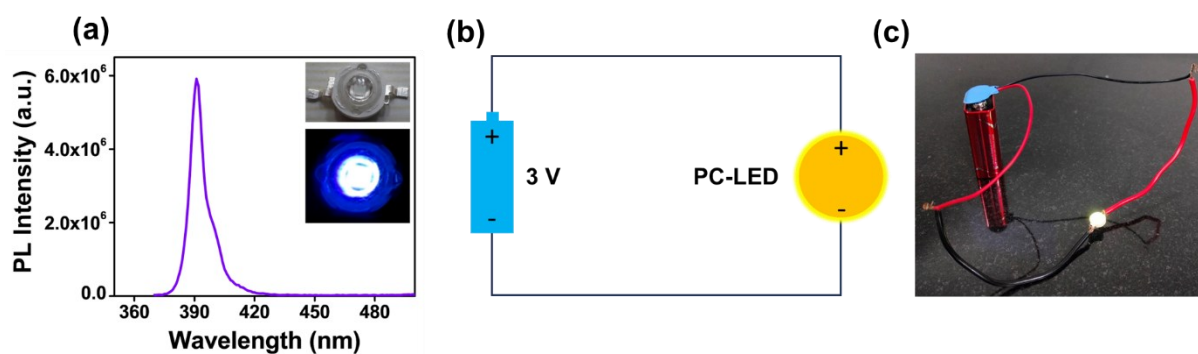 (a)
PL Intensity (a.u.)
6.0x10⁶
4.0x10⁶
2.0x10⁶
0.0
360 390 420 450 480
Wavelength (nm)
(b)
+
-
3 V
PC-LED
+
-
(c)